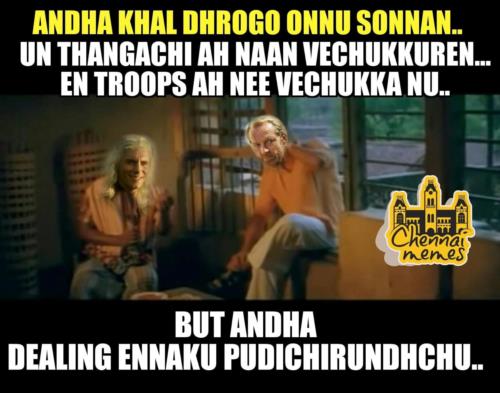 ANDHA KHAL DHROGO ONNU SONNAN..
UN THANGACHI AH NAAN VECHUKKUREN...
EN TROOPS AH NEE VECHUKKA NU..
Chennai
memes
BUT ANDHA
DEALING ENNAKU PUDICHIRUNDHCHU..